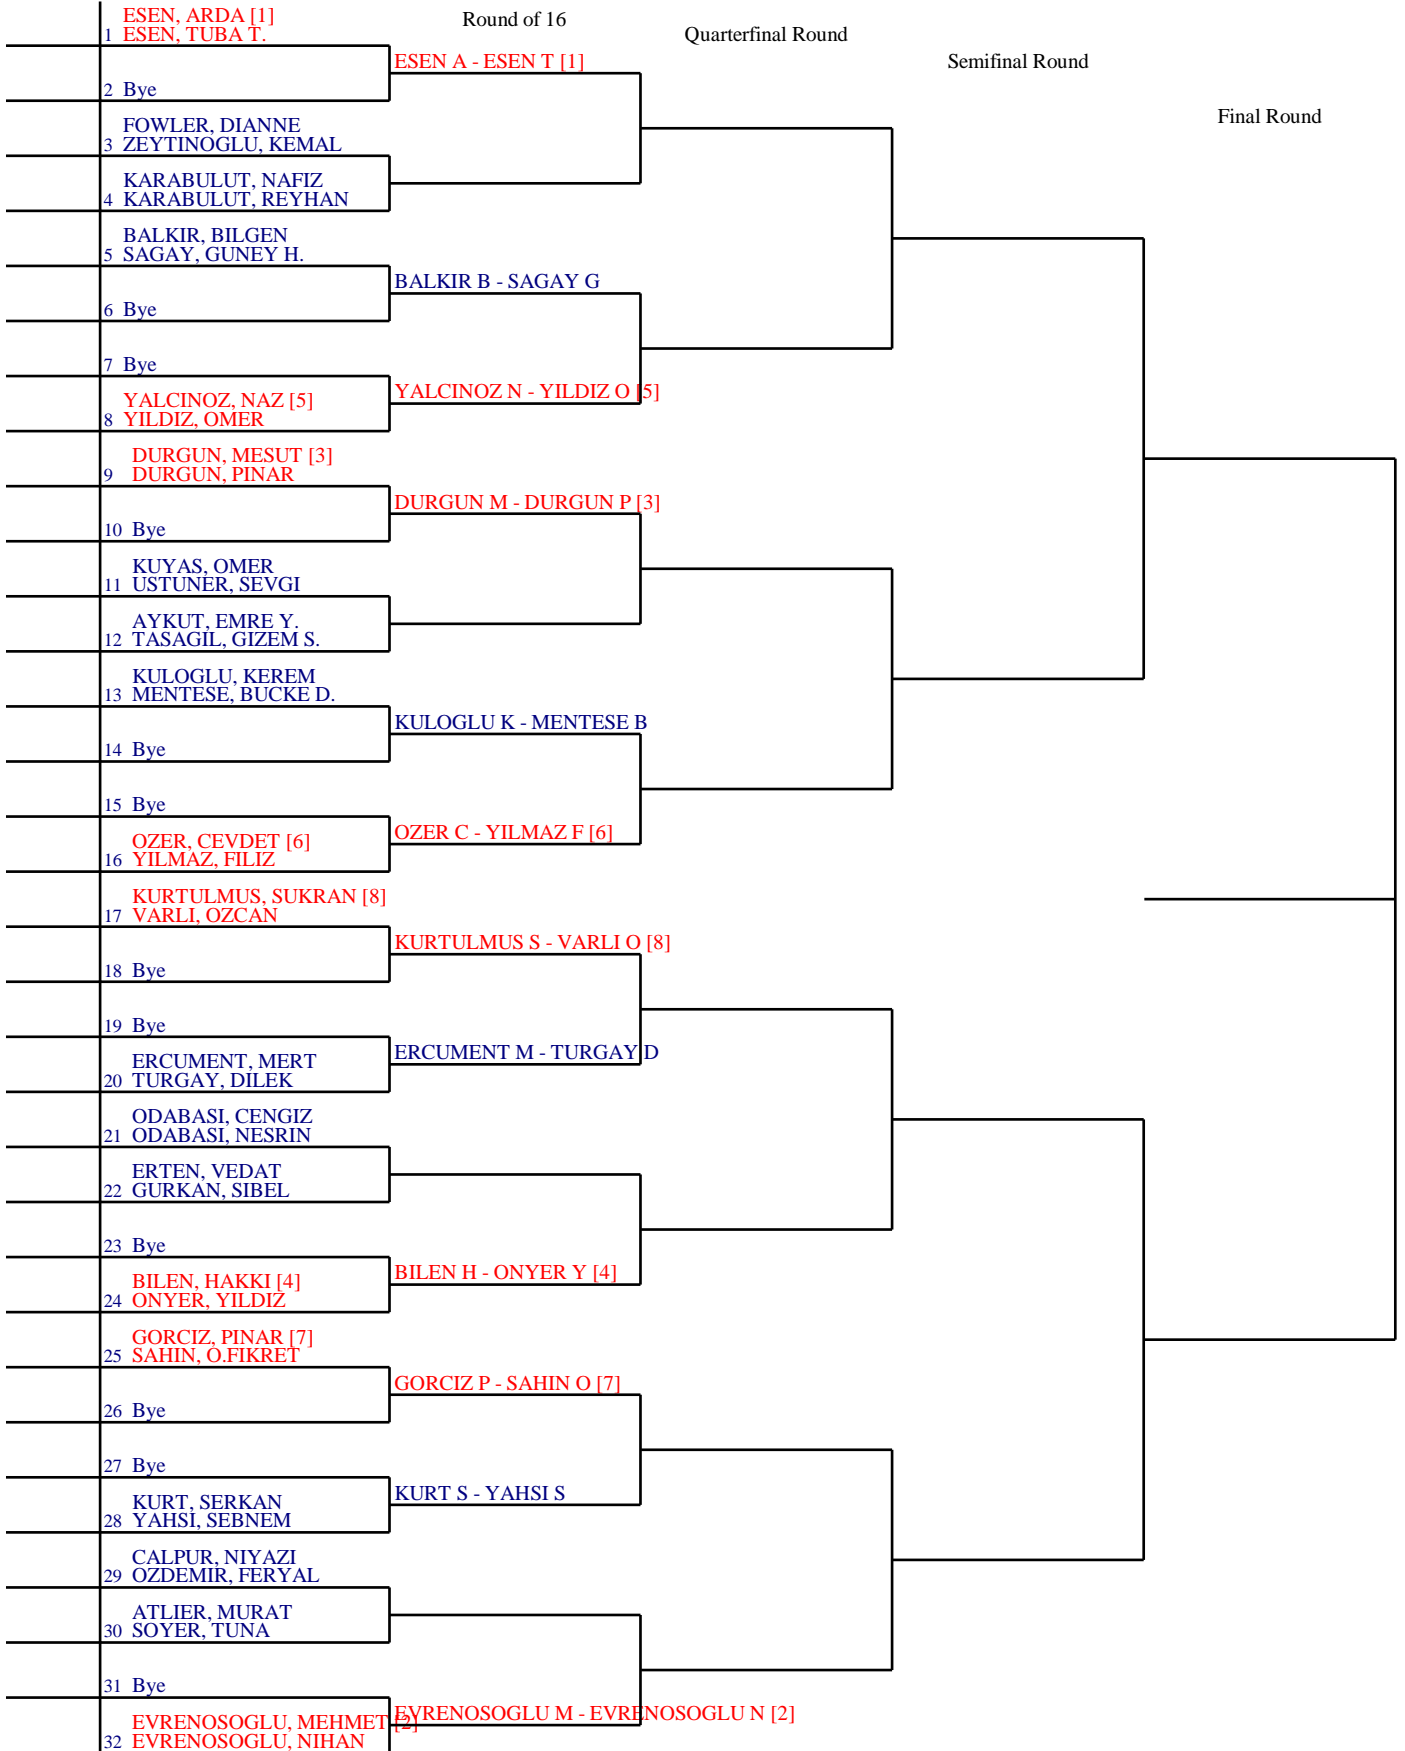 ESEN, ARDA [1]
1 ESEN, TUBA T.
Round of 16
Quarterfinal Round
Semifinal Round
Final Round
ESEN A - ESEN T [1]
2 Bye
FOWLER, DIANNE
3 ZEYTINOGLU, KEMAL
KARABULUT, NAFIZ
4 KARABULUT, REYHAN
BALKIR, BILGEN
5 SAGAY, GUNEY H.
BALKIR B - SAGAY G
6 Bye
7 Bye
YALCINOZ N - YILDIZ O [5]
YALCINOZ, NAZ [5]
8 YILDIZ, OMER
DURGUN, MESUT [3]
9 DURGUN, PINAR
DURGUN M - DURGUN P [3]
10 Bye
KUYAS, OMER
11 USTUNER, SEVGI
AYKUT, EMRE Y.
12 TASAGIL, GIZEM S.
KULOGLU, KEREM
13 MENTESE, BUCKE D.
KULOGLU K - MENTESE B
14 Bye
15 Bye
OZER C - YILMAZ F [6]
OZER, CEVDET [6]
16 YILMAZ, FILIZ
KURTULMUS, SUKRAN [8]
17 VARLI, OZCAN
KURTULMUS S - VARLI O [8]
18 Bye
19 Bye
ERCUMENT M - TURGAY D
ERCUMENT, MERT
20 TURGAY, DILEK
ODABASI, CENGIZ
21 ODABASI, NESRIN
ERTEN, VEDAT
22 GURKAN, SIBEL
23 Bye
BILEN H - ONYER Y [4]
BILEN, HAKKI [4]
24 ONYER, YILDIZ
GORCIZ, PINAR [7]
25 SAHIN, O.FIKRET
GORCIZ P - SAHIN O [7]
26 Bye
27 Bye
KURT S - YAHSI S
KURT, SERKAN
28 YAHSI, SEBNEM
CALPUR, NIYAZI
29 OZDEMIR, FERYAL
ATLIER, MURAT
30 SOYER, TUNA
31 Bye
EVRENOSOGLU M - EVRENOSOGLU N [2]
EVRENOSOGLU, MEHMET [2]
32 EVRENOSOGLU, NIHAN